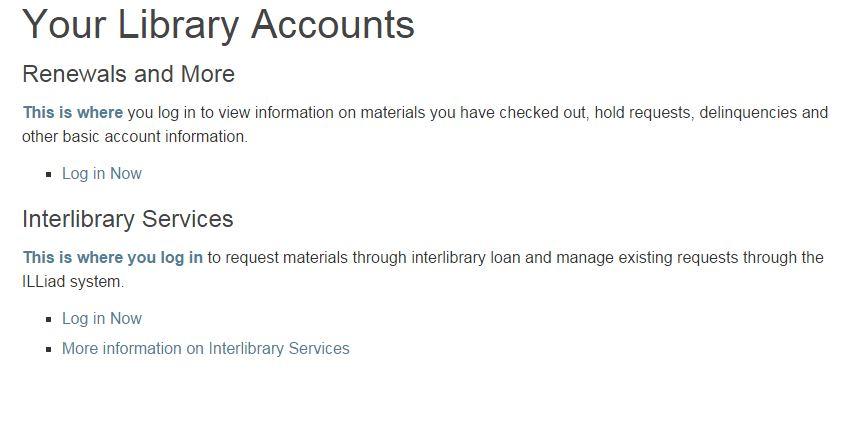 Your Library Accounts
Renewals and More
This is where you log in to view information on materials you have checked out, hold requests, delinquencies and
other basic account information.
Log in Now
Interlibrary Services
This is where you log in to request materials through interlibrary loan and manage existing requests through the
ILLiad system.
Log in Now
More information on Interlibrary Services